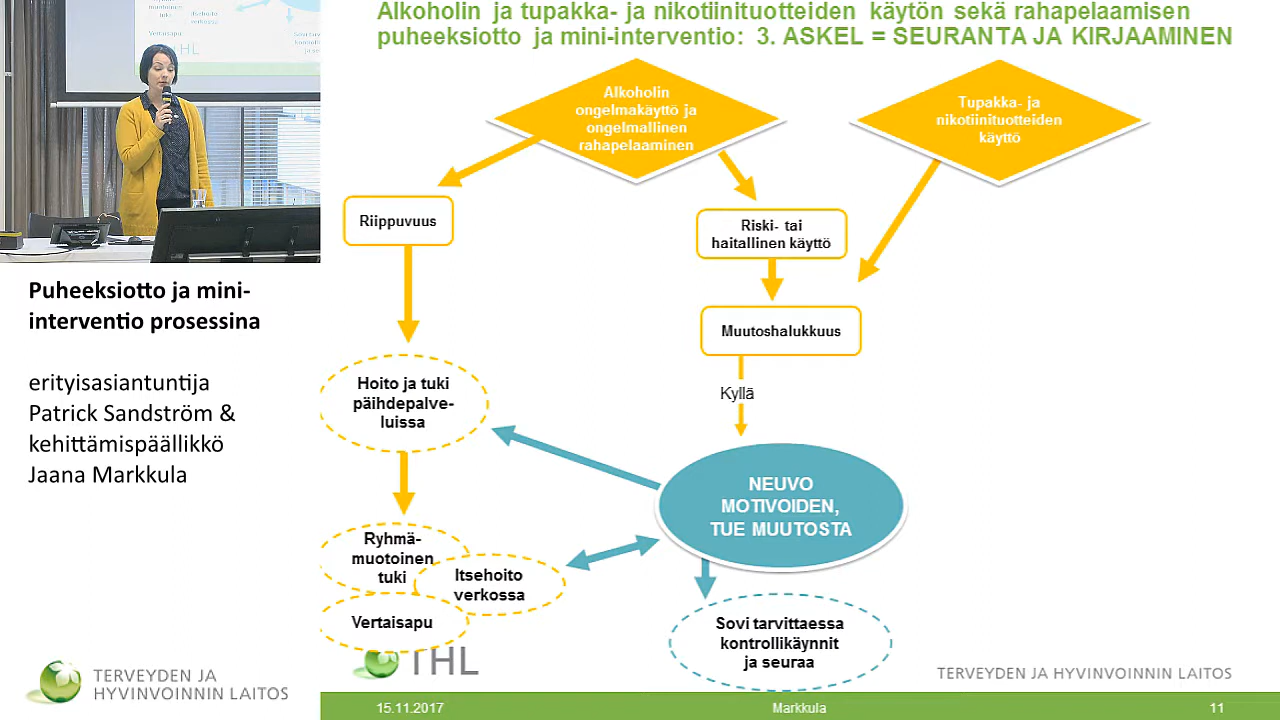 Alkoholin ja tupakka- ja nikotiinituotteiden käytön sekä rahapelaamisen
puheeksiotto ja mini-interventio: 3. ASKEL = SEURANTA JA KIRJAAMINEN
Alkoholin
ongelmakäyttö ja
ongelmallinen
rahapelaaminen
Tupakka- ja
nikotiinituotteiden
käyttö
Riippuvuus
Riski- tai
haitallinen käyttö
Muutoshalukkuus
Kyllä
Hoito ja tuki
päihdepalve-
luissa
NEUVO
MOTIVOIDEN,
TUE MUUTOSTA
Ryhmä-
muotoinen
tuki
Itsehoito
verkossa
Vertaisapu
Sovi tarvittaessa
kontrollikäynnit
ja seuraa
THL
TERVEYDEN JA HYVINVOINNIN LAITOS
15.11.2017
Markkula
11
Vertaisapu
THL
Puheeksiotto ja mini-
interventio prosessina
erityisasiantuntija
Patrick Sandström &
kehittämispäällikkö
Jaana Markkula
TERVEYDEN JA
HYVINVOINNIN LAITOS